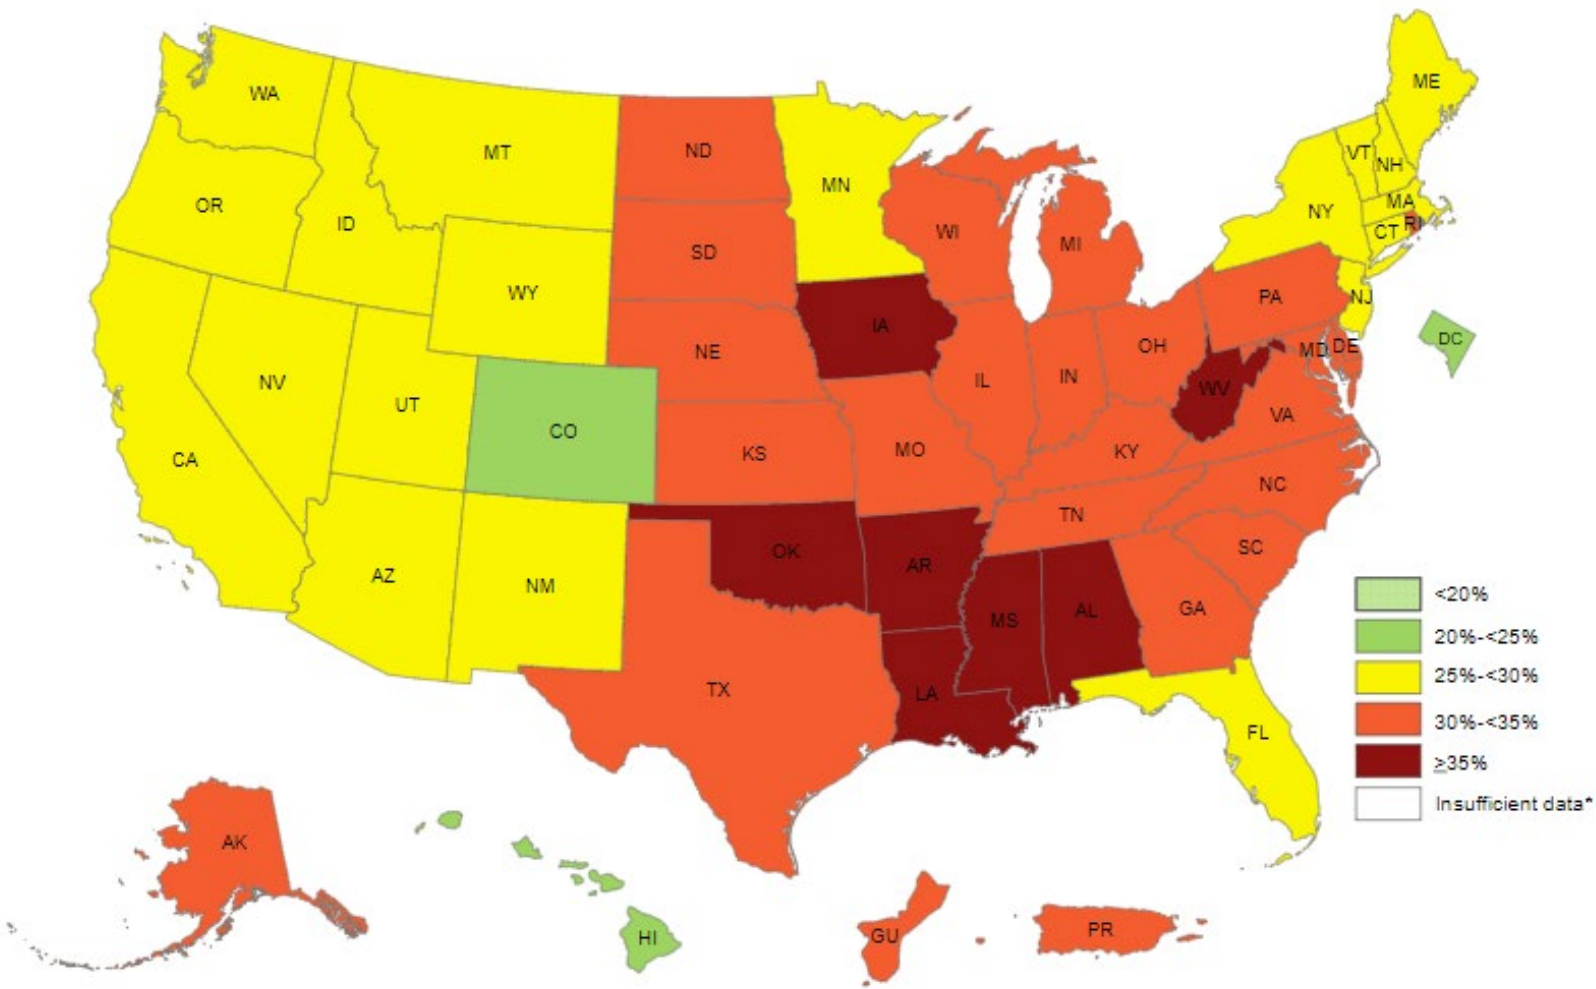 WA
ME
MT
ND
VT
NH
MN
OR
ID
MA
NY
RI
CT
WI
MI
SD
WY
PA
NJ
IA
DC
NE
OH
MD
DE
NV
IL
IN
UT
WV
CO
VA
CA
KS
MO
KY
NC
TN
OK
SC
AR
AZ
NM
GA
MS
AL
TX
LA
FL
<20%
20%-<25%
25%-<30%
30%-<35%
≥35%
Insufficient data*
AK
HI
GU
PR